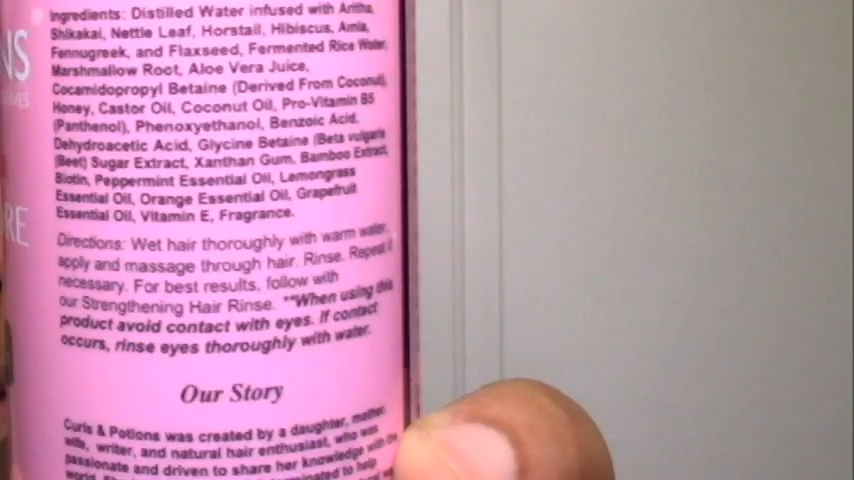 Ingredients: Distilled Water infused with Aritha,
Shikakai, Nettle Leaf, Horstail, Hibiscus, Amla,
Fennugreek, and Flaxseed, Fermented Rice Water,
Marshmallow Root, Aloe Vera Juice,
Cocamidopropyl Betaine (Derived From Coconut),
Honey, Castor Oil, Coconut Oil, Pro-Vitamin B5
(Panthenol), Phenoxyethanol, Benzoic Acid,
Dehydroacetic Acid, Glycine Betaine (Beta vulgaris
(Beet) Sugar Extract, Xanthan Gum, Bamboo Extract,
Biotin, Peppermint Essential Oil, Lemongrass
Essential Oil, Orange Essential Oil, Grapefruit
Essential Oil, Vitamin E, Fragrance.
Directions: Wet hair thoroughly with warm water,
apply and massage through hair. Rinse. Repeat if
necessary. For best results, follow with
our Strengthening Hair Rinse. **When using this
product avoid contact with eyes. If contact
occurs, rinse eyes thoroughly with water.
Our Story
Curls & Potions was created by a daughter, mother,
wife, writer, and natural hair enthusiast, who was
passionate and driven to share her knowledge with the
world.
NS
RE